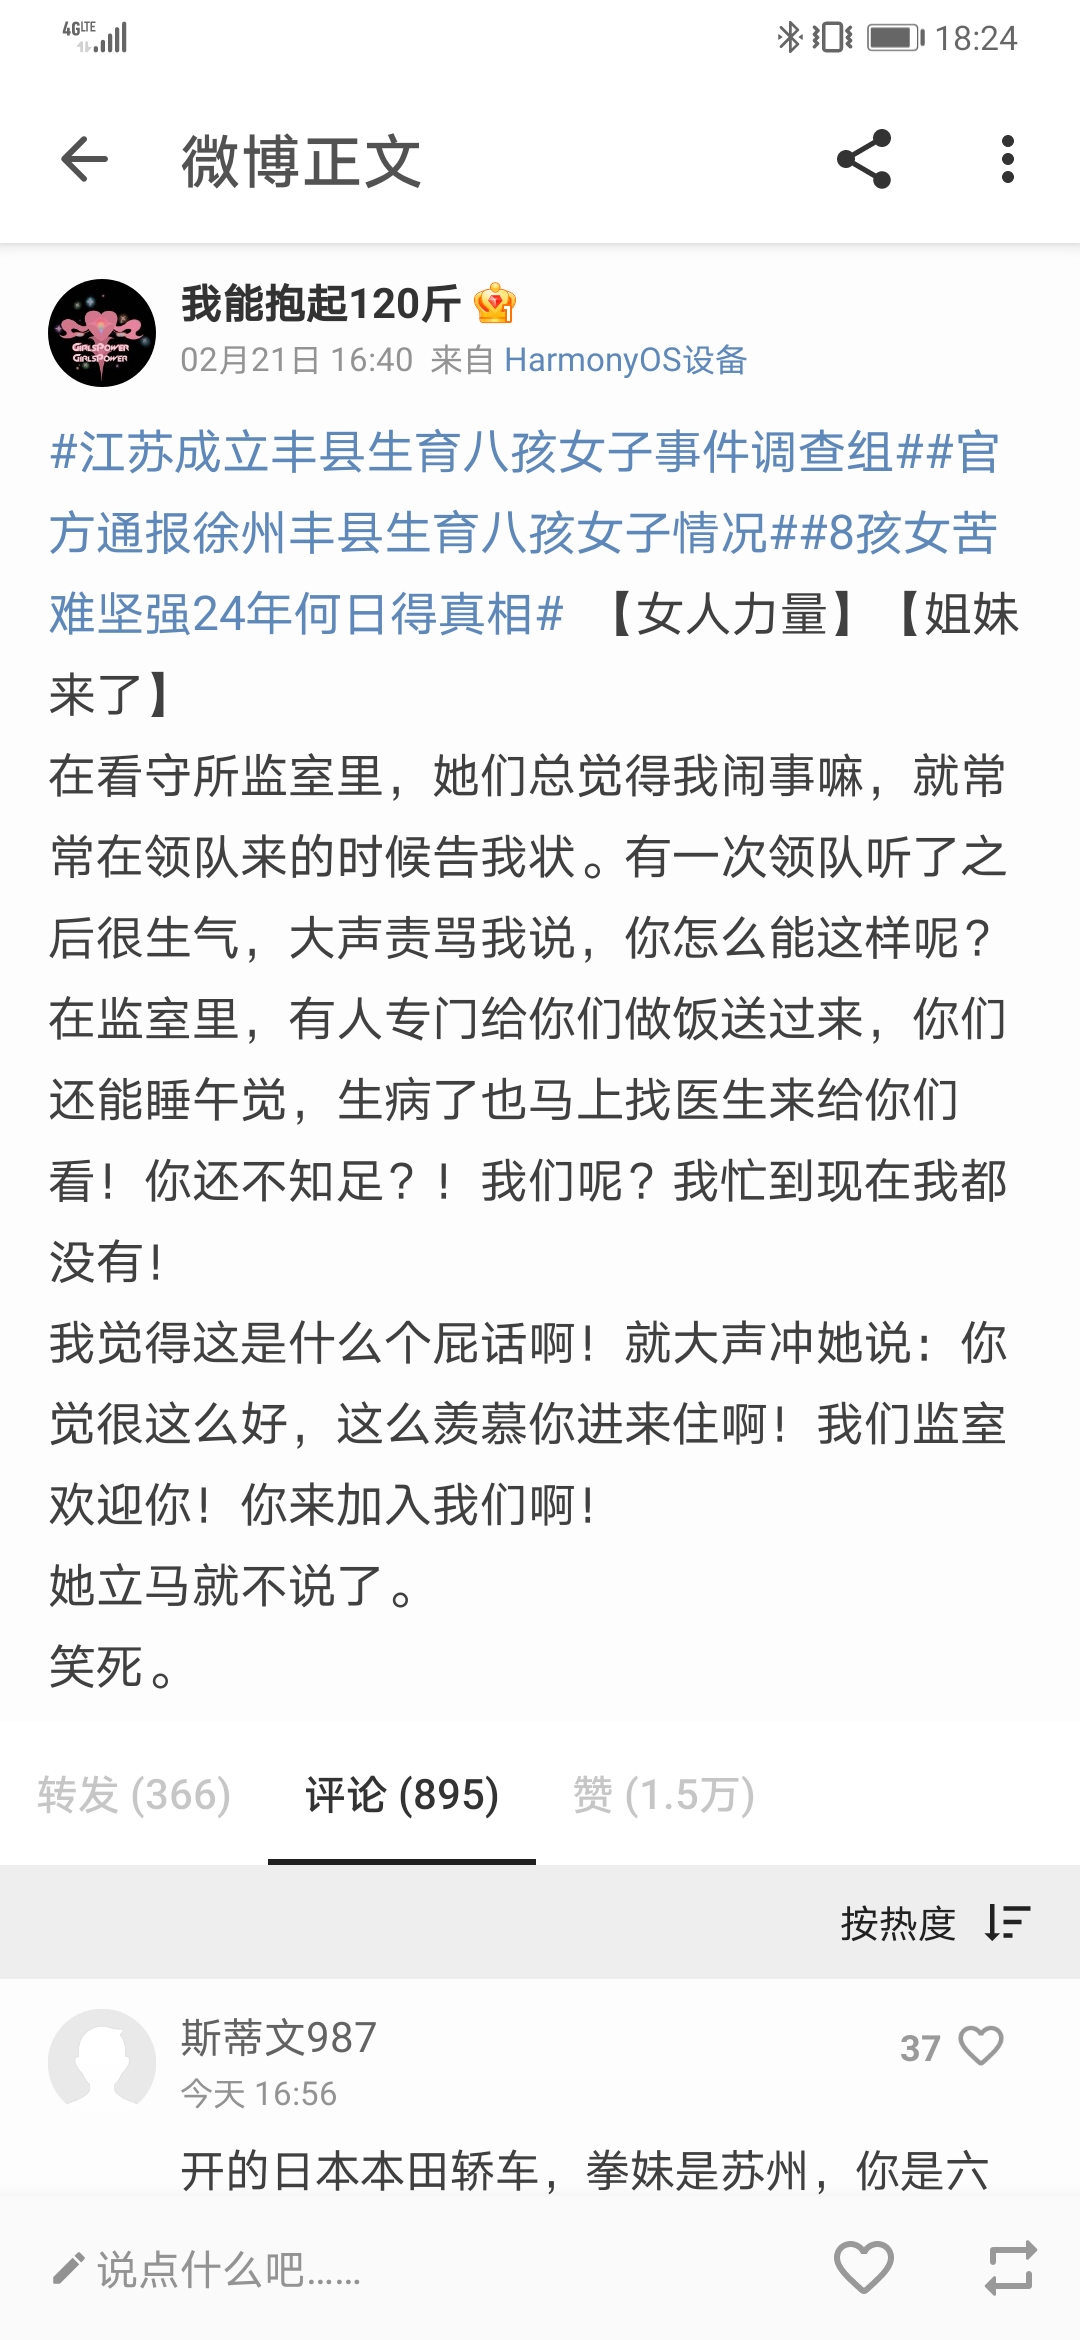 4G LTE
18:24
微博正文
我能抱起120斤
GIRLSPOWER
GIRLSPOWER
02月21日 16:40 来自 HarmonyOS设备
#江苏成立丰县生育八孩女子事件调查组##官
方通报徐州丰县生育八孩女子情况##8孩女苦
难坚强24年何日得真相# 【女人力量】【姐妹
来了】
在看守所监室里，她们总觉得我闹事嘛，就常
常在领队来的时候告我状。有一次领队听了之
后很生气，大声责骂我说，你怎么能这样呢？
在监室里，有人专门给你们做饭送过来，你们
还能睡午觉，生病了也马上找医生来给你们
看！你还不知足？！我们呢？我忙到现在我都
没有！
我觉得这是什么个屁话啊！就大声冲她说：你
觉很这么好，这么羡慕你进来住啊！我们监室
欢迎你！你来加入我们啊！
她立马就不说了。
笑死。
转发 (366) 评论 (895) 赞 (1.5万)
按热度
斯蒂文987
37
今天 16:56
开的日本本田轿车，拳妹是苏州，你是六
说点什么吧......